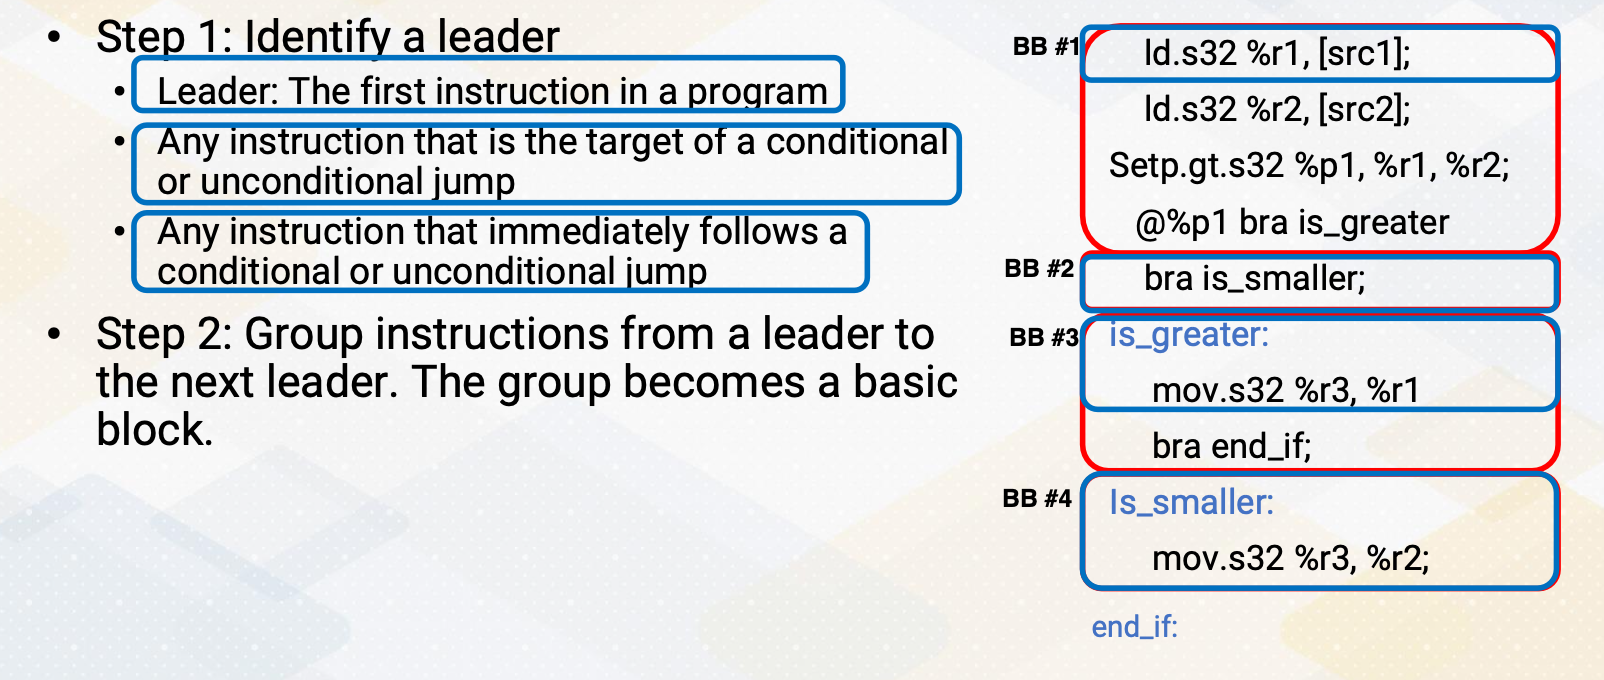 • Step 1: Identify a leader
• Leader: The first instruction in a program
• Any instruction that is the target of a conditional
or unconditional jump
• Any instruction that immediately follows a
conditional or unconditional jump
• Step 2: Group instructions from a leader to
the next leader. The group becomes a basic
block.
BB #1
ld.s32 %r1, [src1];
ld.s32 %r2, [src2];
Setp.gt.s32 %p1, %r1, %r2;
@%p1 bra is_greater
BB #2
bra is_smaller;
BB #3
is_greater:
mov.s32 %r3, %r1
bra end_if;
BB #4
Is_smaller:
mov.s32 %r3, %r2;
end_if: